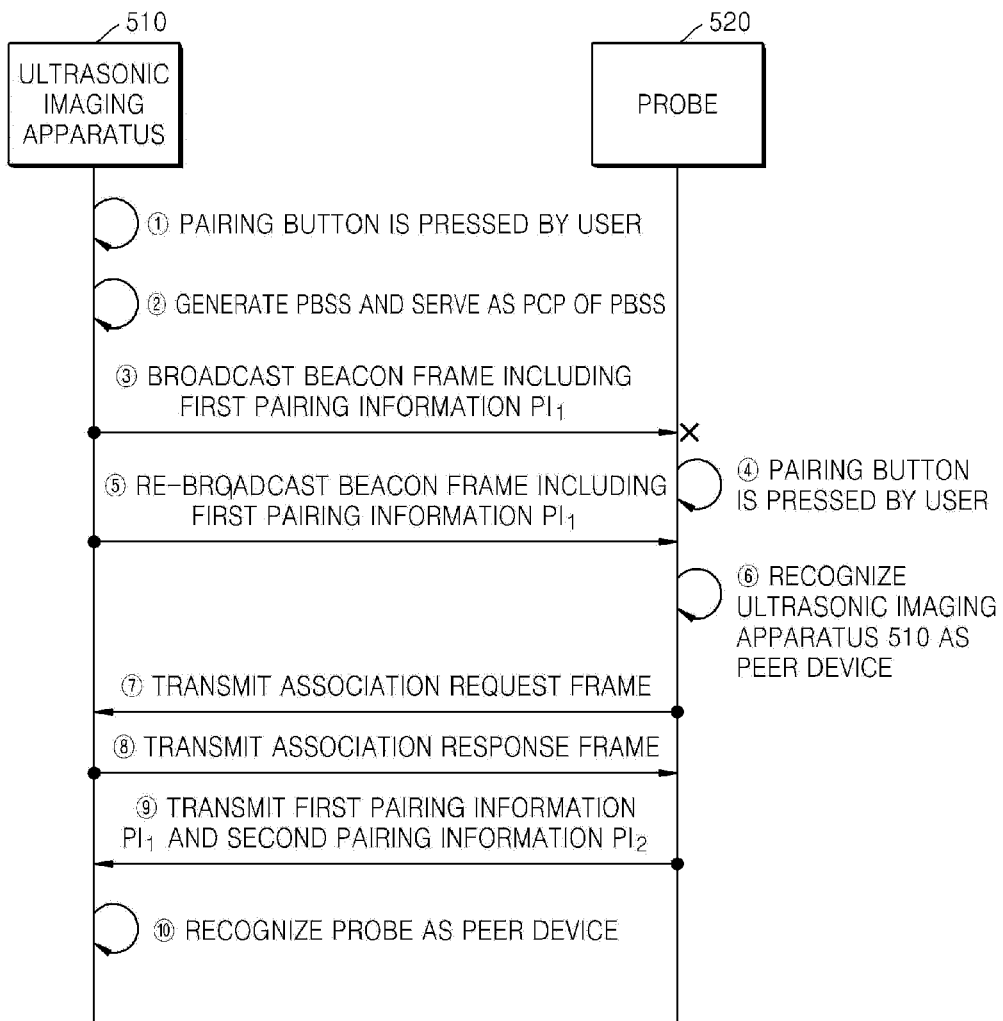 510
520
ULTRASONIC
IMAGING
APPARATUS
PROBE
① PAIRING BUTTON IS PRESSED BY USER
② GENERATE PBSS AND SERVE AS PCP OF PBSS
③ BROADCAST BEACON FRAME INCLUDING
FIRST PAIRING INFORMATION PI1
④ PAIRING BUTTON
IS PRESSED BY USER
⑤ RE-BROADCAST BEACON FRAME INCLUDING
FIRST PAIRING INFORMATION PI1
⑥ RECOGNIZE
ULTRASONIC IMAGING
APPARATUS 510 AS
PEER DEVICE
⑦ TRANSMIT ASSOCIATION REQUEST FRAME
⑧ TRANSMIT ASSOCIATION RESPONSE FRAME
⑨ TRANSMIT FIRST PAIRING INFORMATION
PI1 AND SECOND PAIRING INFORMATION PI2
⑩ RECOGNIZE PROBE AS PEER DEVICE